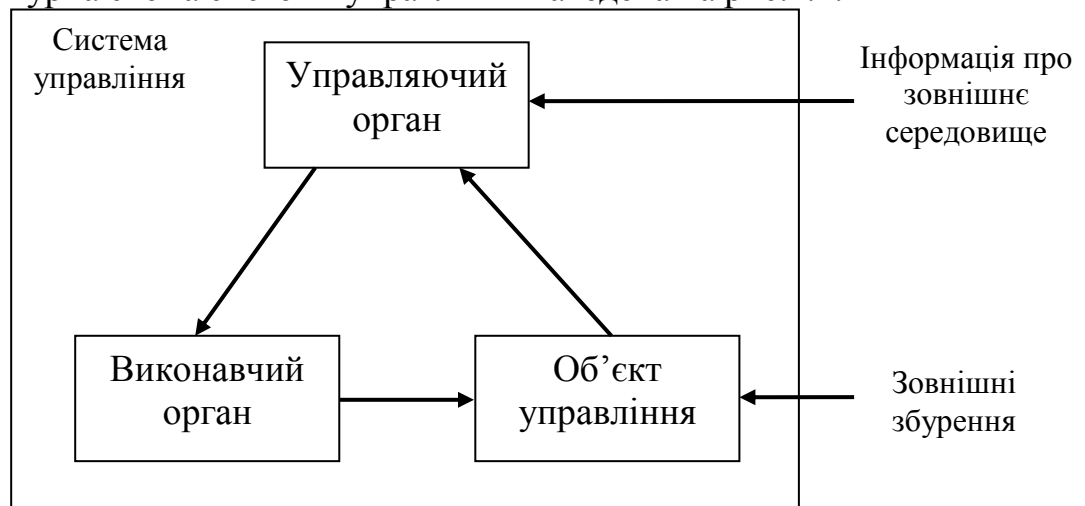 Система
управління
Управляючий
орган
Інформація про
зовнішнє
середовище
Виконавчий
орган
Об’єкт
управління
Зовнішні
збурення